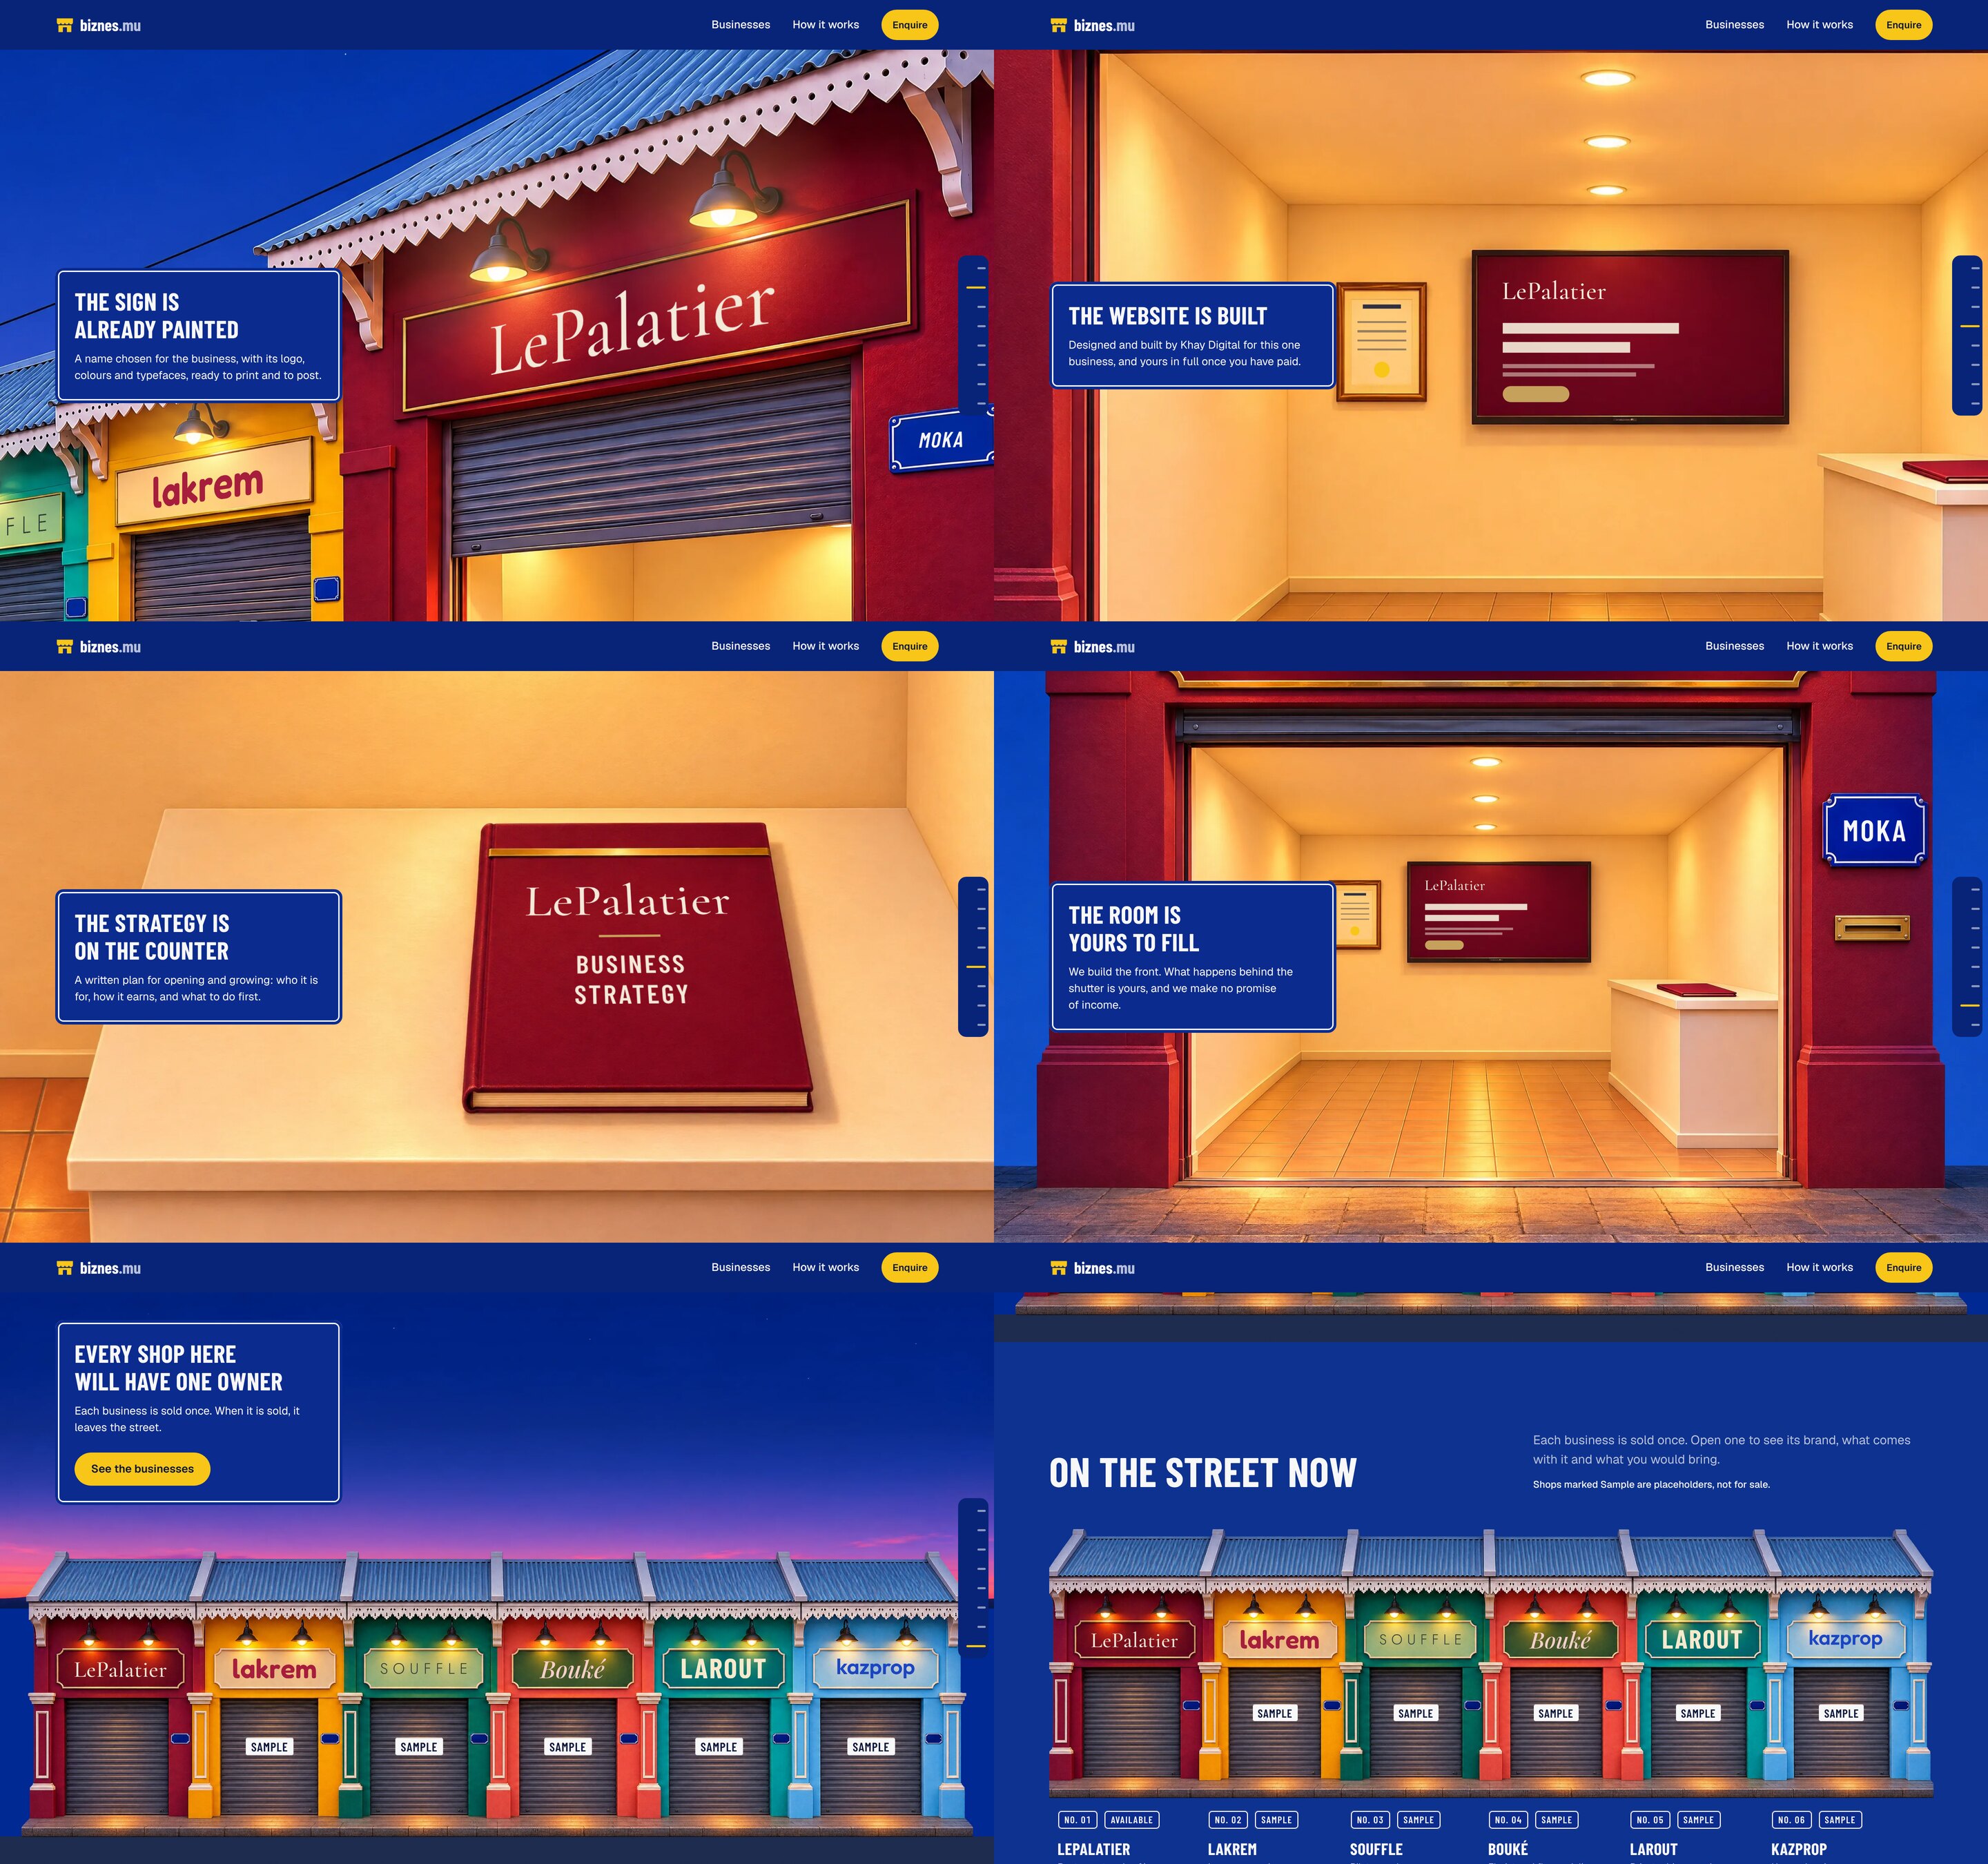 biznes.mu
Businesses
How it works
Enquire
THE SIGN IS
ALREADY PAINTED
A name chosen for the business, with its logo,
colours and typefaces, ready to print and to post.
LePalatier
MOKA
lakrem
FLE
biznes.mu
Businesses
How it works
Enquire
THE WEBSITE IS BUILT
Designed and built by Khay Digital for this one
business, and yours in full once you have paid.
LePalatier
biznes.mu
Businesses
How it works
Enquire
THE STRATEGY IS
ON THE COUNTER
A written plan for opening and growing: who it is
for, how it earns, and what to do first.
LePalatier
BUSINESS
STRATEGY
biznes.mu
Businesses
How it works
Enquire
MOKA
LePalatier
THE ROOM IS
YOURS TO FILL
We build the front. What happens behind the
shutter is yours, and we make no promise
of income.
biznes.mu
Businesses
How it works
Enquire
EVERY SHOP HERE
WILL HAVE ONE OWNER
Each business is sold once. When it is sold, it
leaves the street.
See the businesses
LePalatier
lakrem
SOUFFLE
Bouké
LAROUT
kazprop
SAMPLE
SAMPLE
SAMPLE
SAMPLE
SAMPLE
biznes.mu
Businesses
How it works
Enquire
ON THE STREET NOW
Each business is sold once. Open one to see its brand, what comes
with it and what you would bring.
Shops marked Sample are placeholders, not for sale.
LePalatier
lakrem
SOUFFLE
Bouké
LAROUT
kazprop
SAMPLE
SAMPLE
SAMPLE
SAMPLE
SAMPLE
NO. 01 AVAILABLE
NO. 02 SAMPLE
NO. 03 SAMPLE
NO. 04 SAMPLE
NO. 05 SAMPLE
NO. 06 SAMPLE
LEPALATIER
LAKREM
SOUFFLE
BOUKÉ
LAROUT
KAZPROP